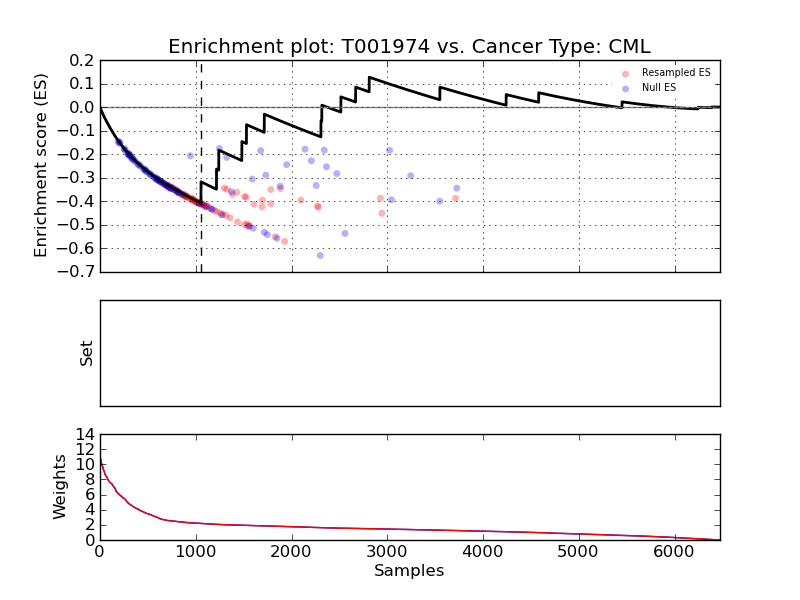 Enrichment plot: T001974 vs. Cancer Type: CML
Enrichment score (ES)
0.2
0.1
0.0
−0.1
−0.2
−0.3
−0.4
−0.5
−0.6
−0.7
Resampled ES
Null ES
Set
Weights
14
12
10
8
6
4
2
0
0 1000 2000 3000 4000 5000 6000
Samples